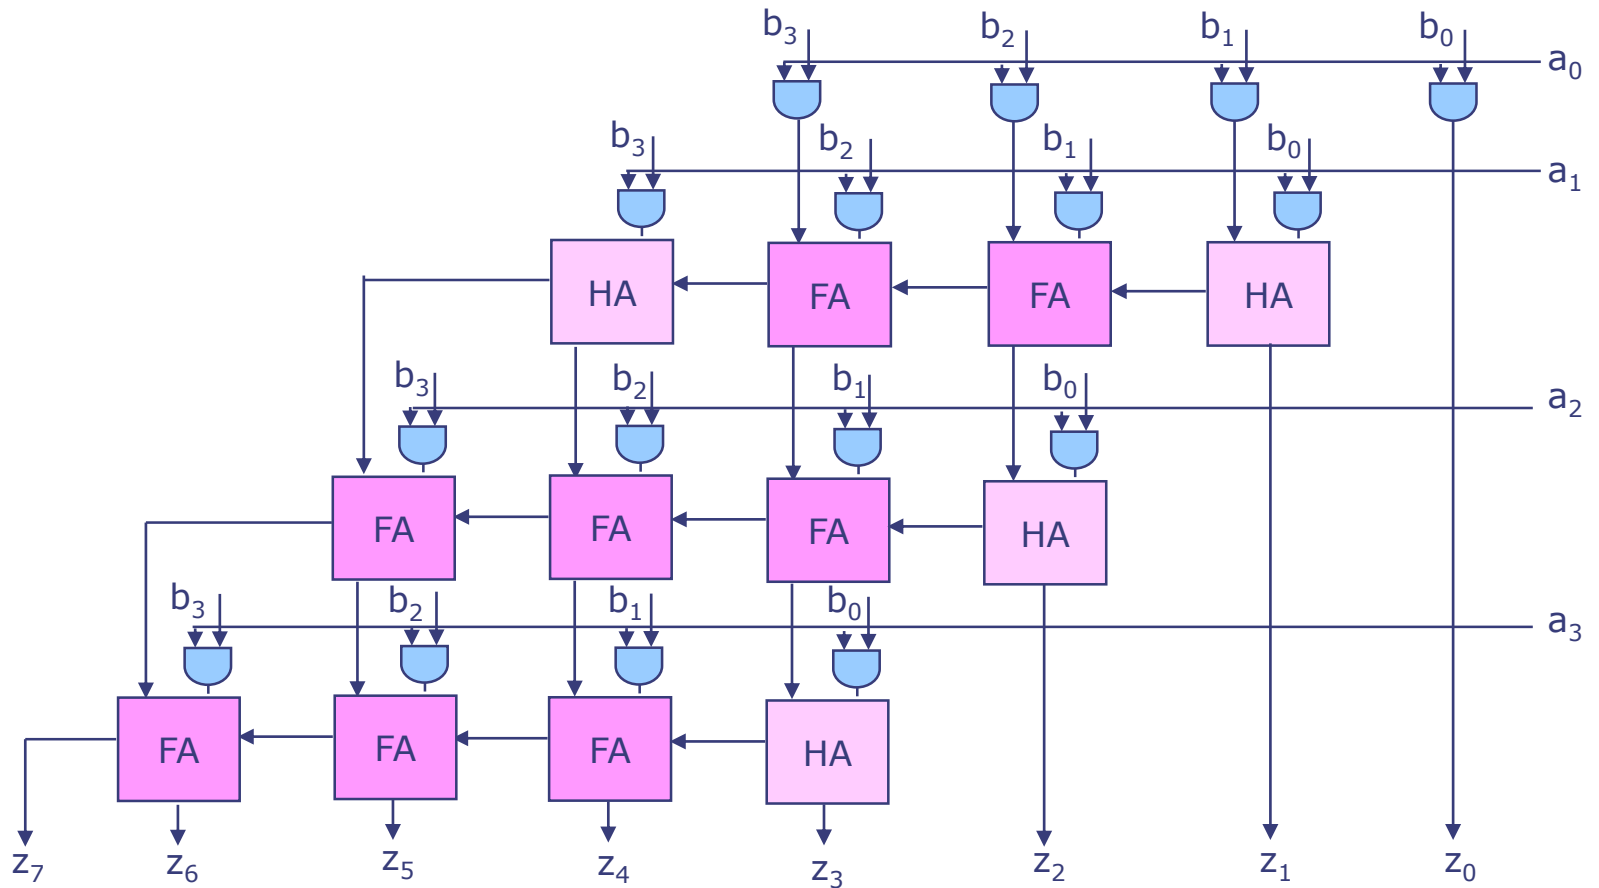 b₃ b₂ b₁ b₀
a₀
b₃ b₂ b₁ b₀
a₁
HA FA FA HA
b₃ b₂ b₁ b₀
a₂
FA FA FA HA
b₃ b₂ b₁ b₀
a₃
FA FA FA HA
z₇ z₆ z₅ z₄ z₃ z₂ z₁ z₀